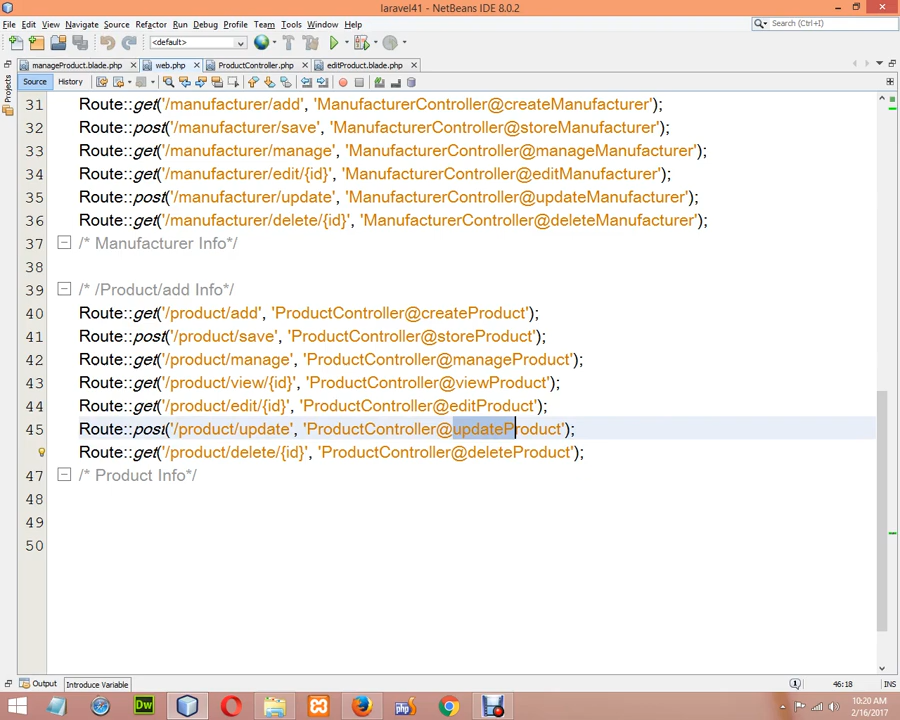 laravel41 - NetBeans IDE 8.0.2
File Edit View Navigate Source Refactor Run Debug Profile Team Tools Window Help
Search (Ctrl+I)
<default>
manageProduct.blade.php web.php ProductController.php editProduct.blade.php
Source History
Projects
31 Route::get('/manufacturer/add', 'ManufacturerController@createManufacturer');
32 Route::post('/manufacturer/save', 'ManufacturerController@storeManufacturer');
33 Route::get('/manufacturer/manage', 'ManufacturerController@manageManufacturer');
34 Route::get('/manufacturer/edit/{id}', 'ManufacturerController@editManufacturer');
35 Route::post('/manufacturer/update', 'ManufacturerController@updateManufacturer');
36 Route::get('/manufacturer/delete/{id}', 'ManufacturerController@deleteManufacturer');
37 /* Manufacturer Info*/
38
39 /* /Product/add Info*/
40 Route::get('/product/add', 'ProductController@createProduct');
41 Route::post('/product/save', 'ProductController@storeProduct');
42 Route::get('/product/manage', 'ProductController@manageProduct');
43 Route::get('/product/view/{id}', 'ProductController@viewProduct');
44 Route::get('/product/edit/{id}', 'ProductController@editProduct');
45 Route::post('/product/update', 'ProductController@updateProduct');
Route::get('/product/delete/{id}', 'ProductController@deleteProduct');
47 /* Product Info*/
48
49
50
Output Introduce Variable
1 46:18 INS
Dw php
10:20 AM
2/16/2017